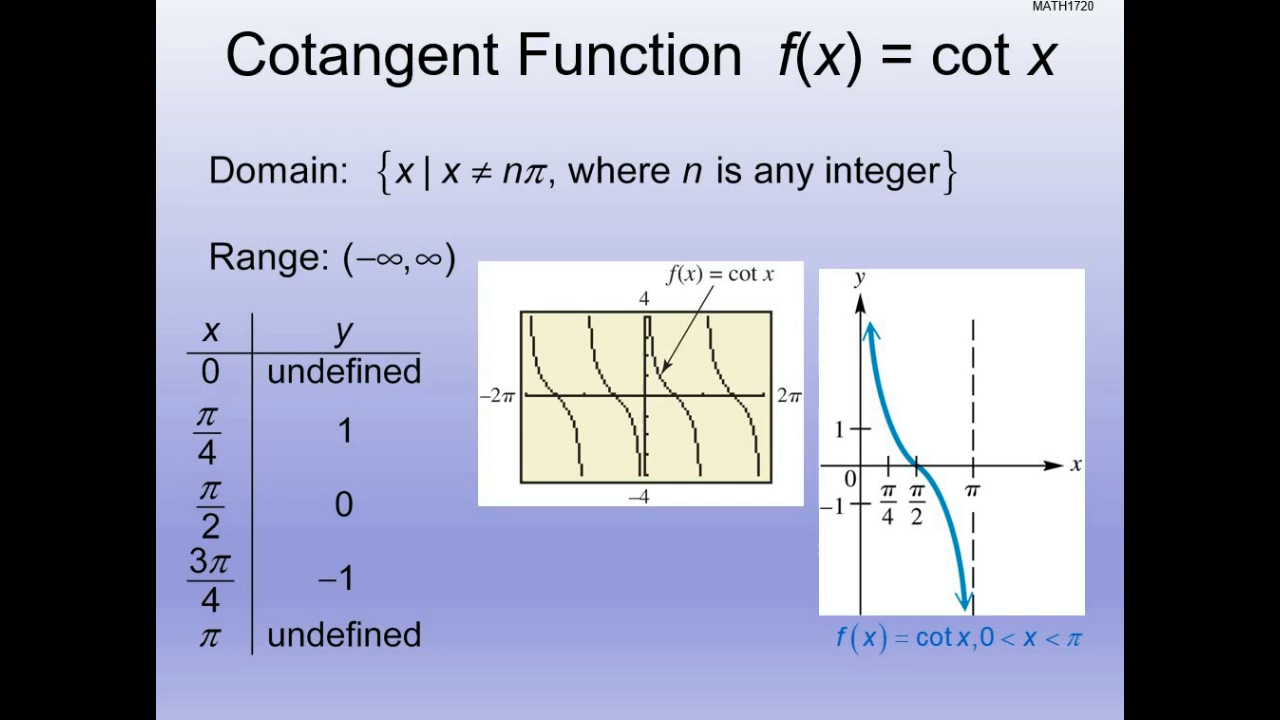 MATH1720
Cotangent Function f(x) = cot x
Domain: {x | x ≠ nπ, where n is any integer}
Range: (–∞, ∞)
x y
0 undefined
π/4 1
π/2 0
3π/4 –1
π undefined
f(x) = cot x
4
–2π 2π
–4
y
1
0
–1
π/4 π/2 π
x
f(x) = cot x, 0 < x < π